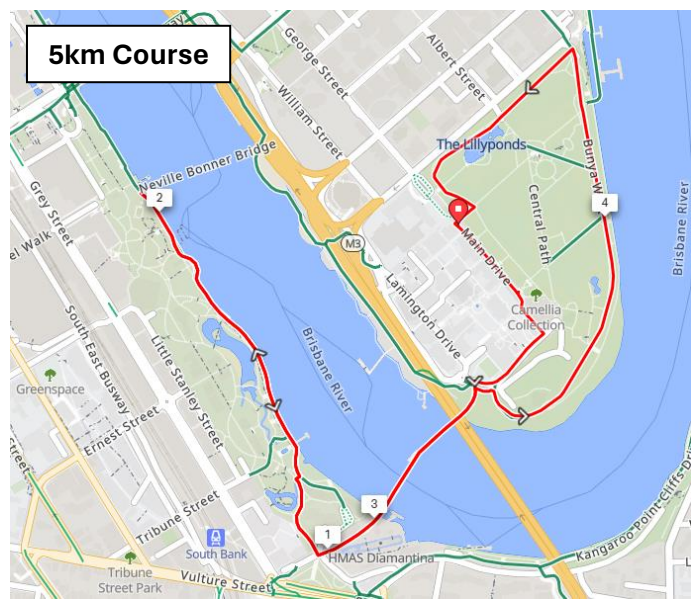 5km Course
George Street
Albert Street
William Street
The Lillyponds
Neville Bonner Bridge
2
Grey Street
Bunya W
4
Central Path
Main Drive
M3
Brisbane River
el Walk
Lamington Drive
Camellia
Collection
South East Busway
Little Stanley Street
Brisbane River
Greenspace
Ernest Street
Street
Tribune Street
3
1
South Bank
HMAS Diamantina
Tribune
Street Park
Vulture Street
Kangaroo Point Cliffs Dri
L